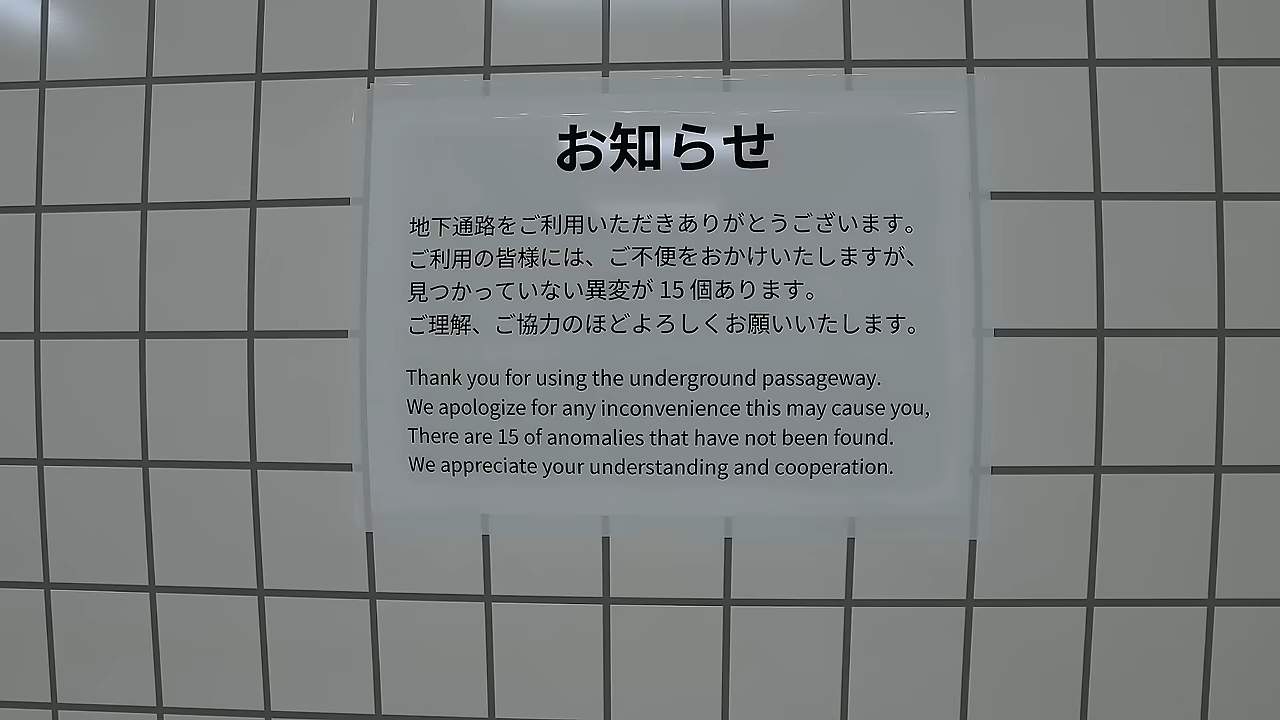 お知らせ
地下通路をご利用いただきありがとうございます。
ご利用の皆様には、ご不便をおかけいたしますが、
見つかっていない異変が 15 個あります。
ご理解、ご協力のほどよろしくお願いいたします。
Thank you for using the underground passageway.
We apologize for any inconvenience this may cause you,
There are 15 of anomalies that have not been found.
We appreciate your understanding and cooperation.